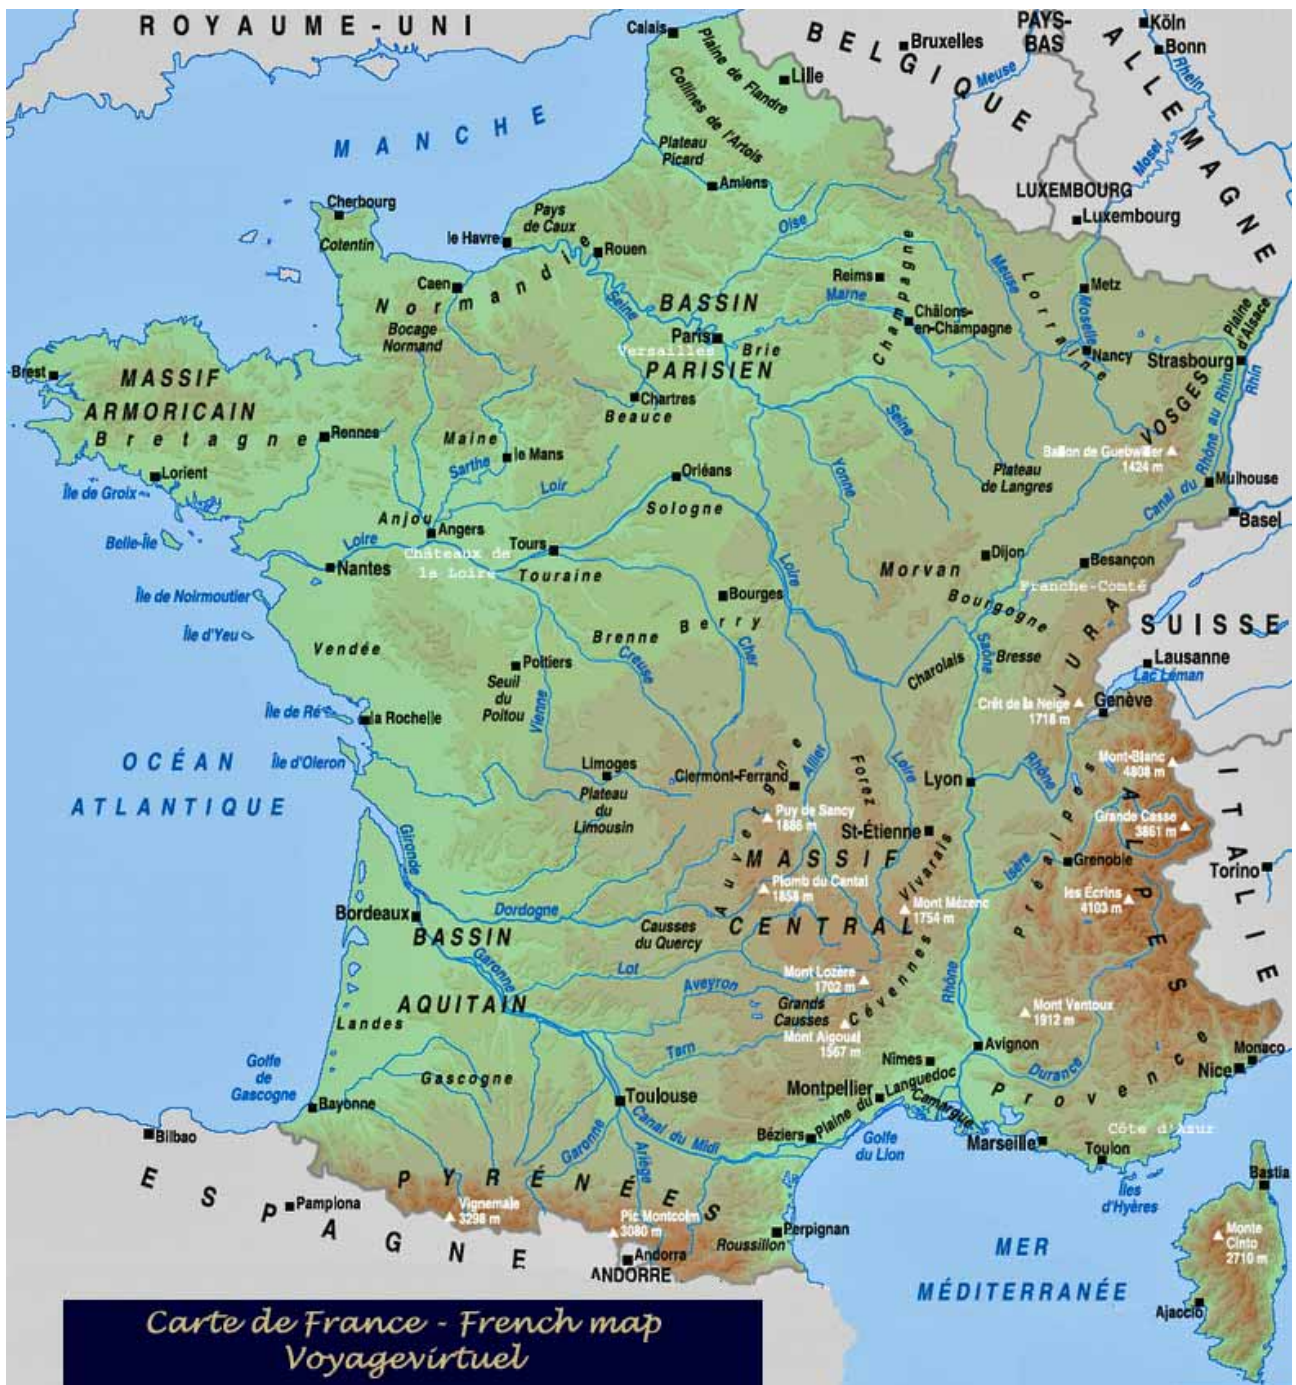 ROYAUME-UNI
Calais
Plaine de Flandre
Lille
Collines de l'Artois
BELGIQUE
Bruxelles
PAYS-
BAS
Köln
Bonn
Rhein
ALLEMAGNE
Meuse
Mosel
MANCHE
Plateau
Picard
Amiens
LUXEMBOURG
Luxembourg
Cherbourg
Cotentin
Pays
de Caux
le Havre
Rouen
Oise
Caen
Normandie
Seine
BASSIN
Reims
Marne
Champagne
Châlons-
en-Champagne
Meuse
Lorraine
Metz
Moselle
Nancy
Plaine
d'Alsace
Strasbourg
Bocage
Normand
Paris
Versailles
Brie
PARISIEN
Brest
MASSIF
ARMORICAIN
Bretagne
Rennes
Chartres
Beauce
Maine
le Mans
Sarthe
Seine
VOSGES
Rhin
Ballon de Guebwiller
1424 m
Canal du Rhône au Rhin
Lorient
Île de Groix
Loir
Orléans
Sologne
Yonne
Plateau
de Langres
Mulhouse
Basel
Belle-Île
Anjou
Angers
Loire
Nantes
Châteaux de
la Loire
Tours
Touraine
Loire
Morvan
Dijon
Besançon
Franche-Comté
Île de Noirmoutier
Île d'Yeu
Vendée
Bourges
Berry
Brenne
Bourgogne
JURA
SUISSE
Lausanne
Lac Léman
Poitiers
Seuil
du
Poitou
Vienne
Creuse
Cher
Charolais
Saône
Bresse
Crêt de la Neige
1718 m
Genève
Île de Ré
la Rochelle
Île d'Oleron
OCÉAN
ATLANTIQUE
Limoges
Plateau
du
Limousin
Clermont-Ferrand
Auvergne
Allier
Forez
Loire
Lyon
Rhône
Mont-Blanc
4808 m
Puy de Sancy
1886 m
St-Étienne
Préalpes
ALPES
Grande Casse
3861 m
ITALIE
Torino
Gironde
MASSIF
Vivarais
Isère
Grenoble
Plomb du Cantal
1858 m
les Écrins
4103 m
Mont Mézenc
1754 m
Bordeaux
Dordogne
BASSIN
Causses
du Quercy
CENTRAL
Garonne
Lot
Aveyron
Mont Lozère
1702 m
Cévennes
Rhône
AQUITAIN
Landes
Grands
Causses
Mont Aigoual
1567 m
Mont Ventoux
1912 m
Tarn
Golfe
de
Gascogne
Gascogne
Nîmes
Avignon
Durance
Monaco
Nice
Bayonne
Toulouse
Montpellier
Plaine du Languedoc
Camargue
Provence
Bilbao
Garonne
Canal du Midi
Ariège
Béziers
Golfe
du Lion
Marseille
Côte d'Azur
Toulon
Îles
d'Hyères
Bastia
ESPAGNE
Pamplona
PYRÉNÉES
Vignemale
3298 m
Pic Montcolm
3080 m
Roussillon
Perpignan
Andorra
ANDORRE
MER
MÉDITERRANÉE
Monte
Cinto
2710 m
Ajaccio
Carte de France - French map
Voyagevirtuel